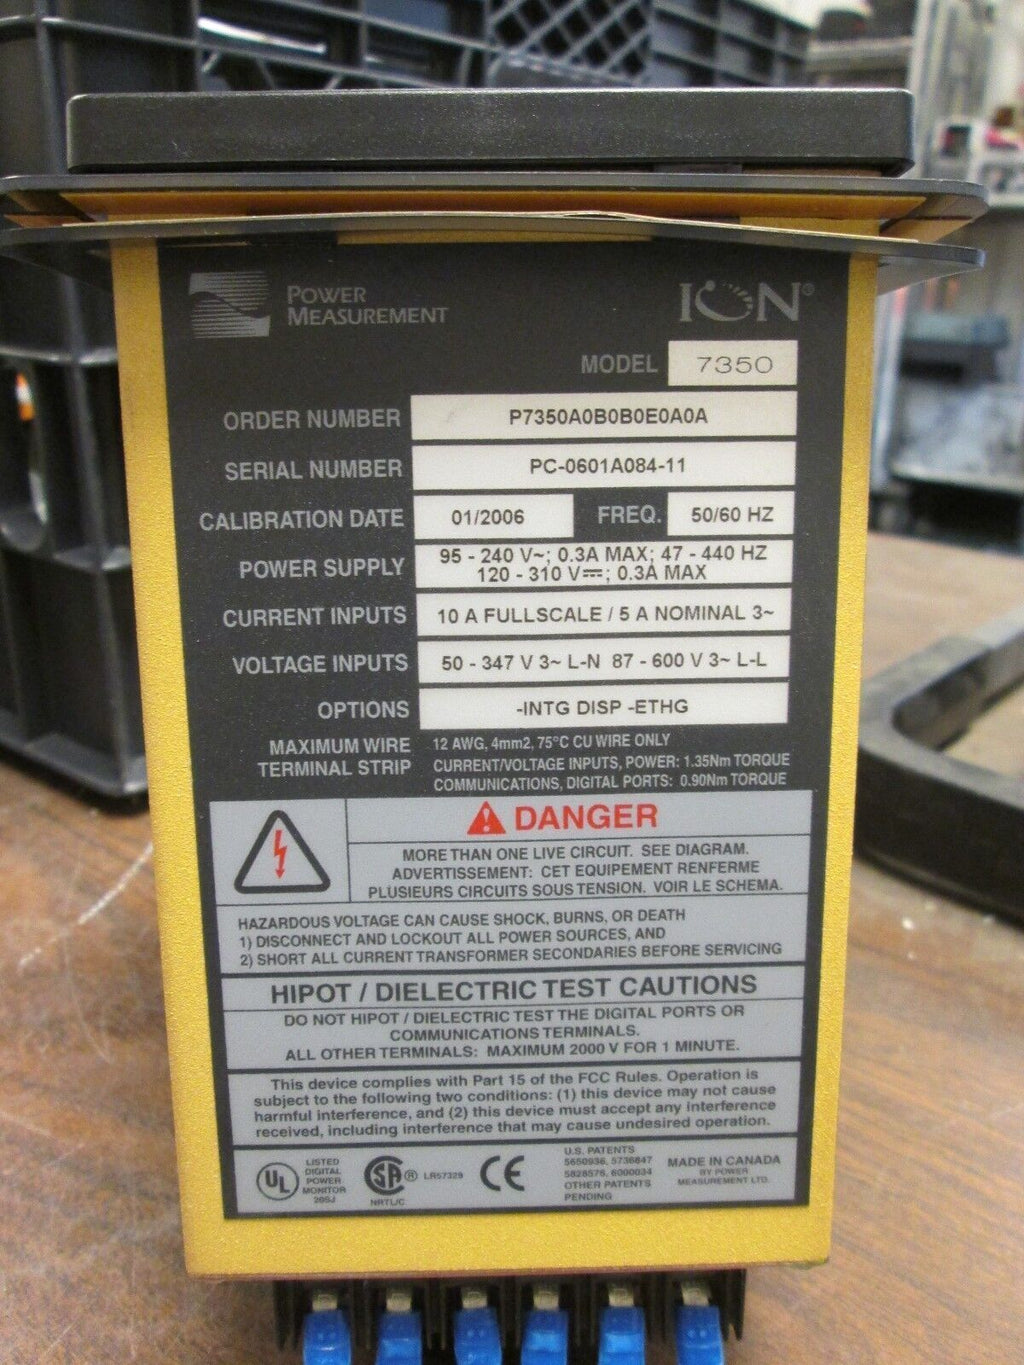 POWER
MEASUREMENT
ION®
MODEL 7350
ORDER NUMBER P7350A0B0B0E0A0A
SERIAL NUMBER PC-0601A084-11
CALIBRATION DATE 01/2006 FREQ. 50/60 HZ
POWER SUPPLY 95 - 240 V~; 0.3A MAX; 47 - 440 HZ
120 - 310 V⎓; 0.3A MAX
CURRENT INPUTS 10 A FULLSCALE / 5 A NOMINAL 3~
VOLTAGE INPUTS 50 - 347 V 3~ L-N 87 - 600 V 3~ L-L
OPTIONS -INTG DISP -ETHG
MAXIMUM WIRE
TERMINAL STRIP
12 AWG, 4mm2, 75°C CU WIRE ONLY
CURRENT/VOLTAGE INPUTS, POWER: 1.35Nm TORQUE
COMMUNICATIONS, DIGITAL PORTS: 0.90Nm TORQUE
DANGER
MORE THAN ONE LIVE CIRCUIT. SEE DIAGRAM.
ADVERTISSEMENT: CET EQUIPEMENT RENFERME
PLUSIEURS CIRCUITS SOUS TENSION. VOIR LE SCHEMA.
HAZARDOUS VOLTAGE CAN CAUSE SHOCK, BURNS, OR DEATH
1) DISCONNECT AND LOCKOUT ALL POWER SOURCES, AND
2) SHORT ALL CURRENT TRANSFORMER SECONDARIES BEFORE SERVICING
HIPOT / DIELECTRIC TEST CAUTIONS
DO NOT HIPOT / DIELECTRIC TEST THE DIGITAL PORTS OR
COMMUNICATIONS TERMINALS.
ALL OTHER TERMINALS: MAXIMUM 2000 V FOR 1 MINUTE.
This device complies with Part 15 of the FCC Rules. Operation is
subject to the following two conditions: (1) this device may not cause
harmful interference, and (2) this device must accept any interference
received, including interference that may cause undesired operation.
UL
LISTED
DIGITAL
POWER
MONITOR
20SJ
SA ®
NRTL/C
LR57329
CE
U.S. PATENTS
5650936, 5736847
5828576, 6000034
OTHER PATENTS
PENDING
MADE IN CANADA
BY POWER
MEASUREMENT LTD.